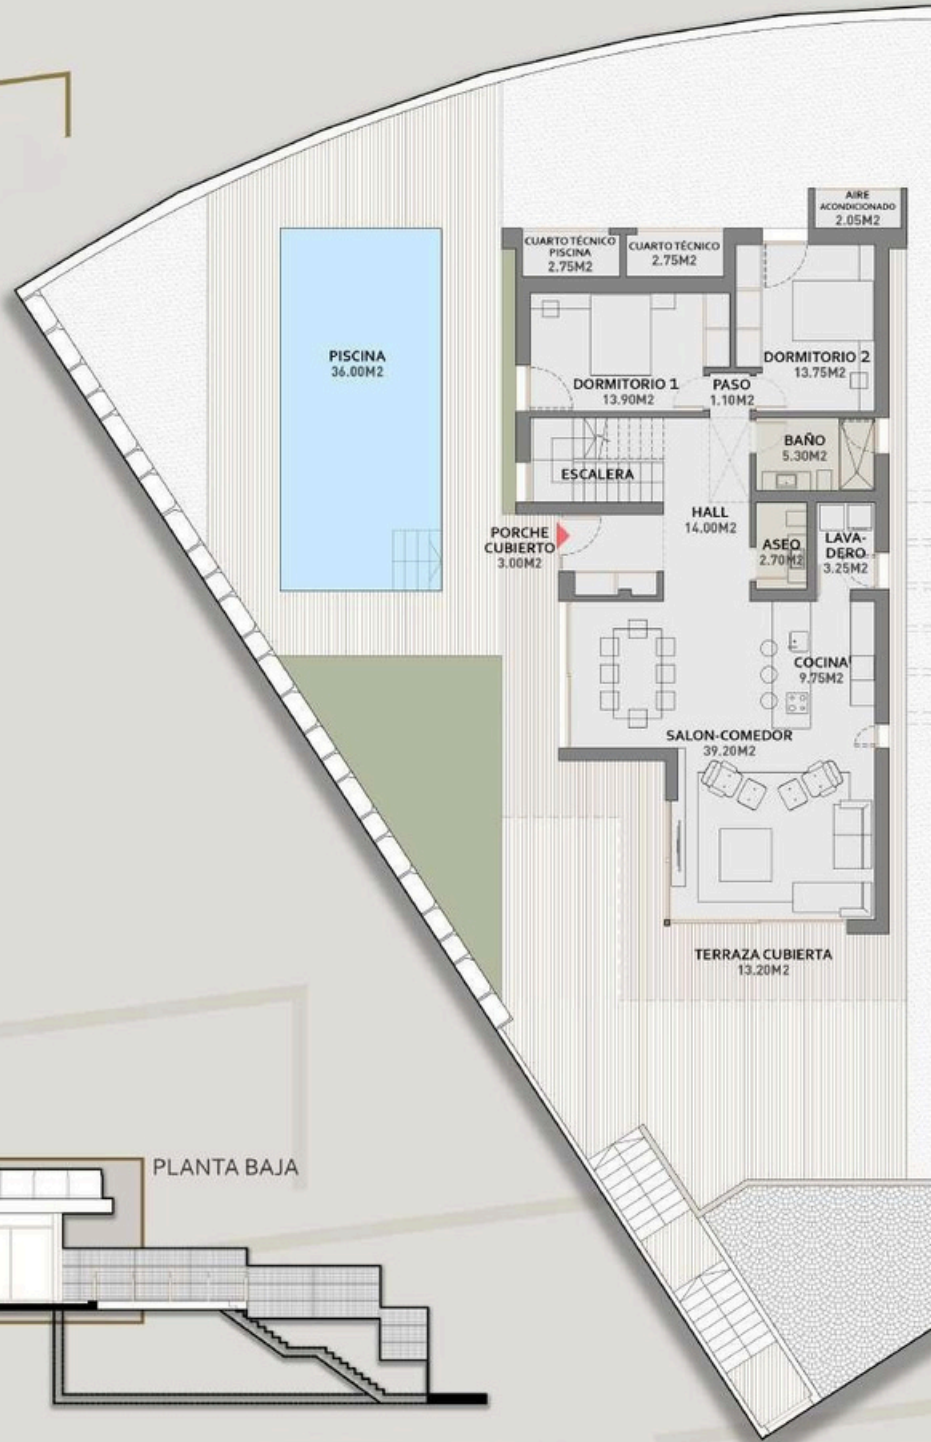 AIRE
ACONDICIONADO
2.05M2
CUARTO TÉCNICO
PISCINA
2.75M2
CUARTO TÉCNICO
2.75M2
PISCINA
36.00M2
DORMITORIO 1
13.90M2
PASO
1.10M2
DORMITORIO 2
13.75M2
BAÑO
5.30M2
ESCALERA
HALL
14.00M2
PORCHE
CUBIERTO
3.00M2
ASEO
2.70M2
LAVA-
DERO
3.25M2
COCINA
9.75M2
SALON-COMEDOR
39.20M2
TERRAZA CUBIERTA
13.20M2
PLANTA BAJA